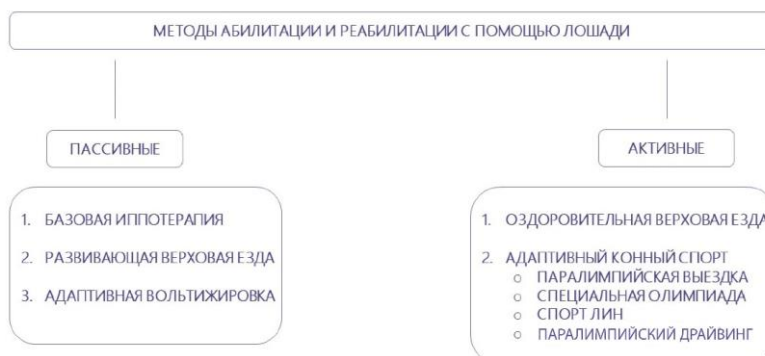 МЕТОДЫ АБИЛИТАЦИИ И РЕАБИЛИТАЦИИ С ПОМОЩЬЮ ЛОШАДИ
ПАССИВНЫЕ
1. БАЗОВАЯ ИППОТЕРАПИЯ
2. РАЗВИВАЮЩАЯ ВЕРХОВАЯ ЕЗДА
3. АДАПТИВНАЯ ВОЛЬТИЖИРОВКА
АКТИВНЫЕ
1. ОЗДОРОВИТЕЛЬНАЯ ВЕРХОВАЯ ЕЗДА
2. АДАПТИВНЫЙ КОННЫЙ СПОРТ
○ ПАРАЛИМПИЙСКАЯ ВЫЕЗДКА
○ СПЕЦИАЛЬНАЯ ОЛИМПИАДА
○ СПОРТ ЛИН
○ ПАРАЛИМПИЙСКИЙ ДРАЙВИНГ